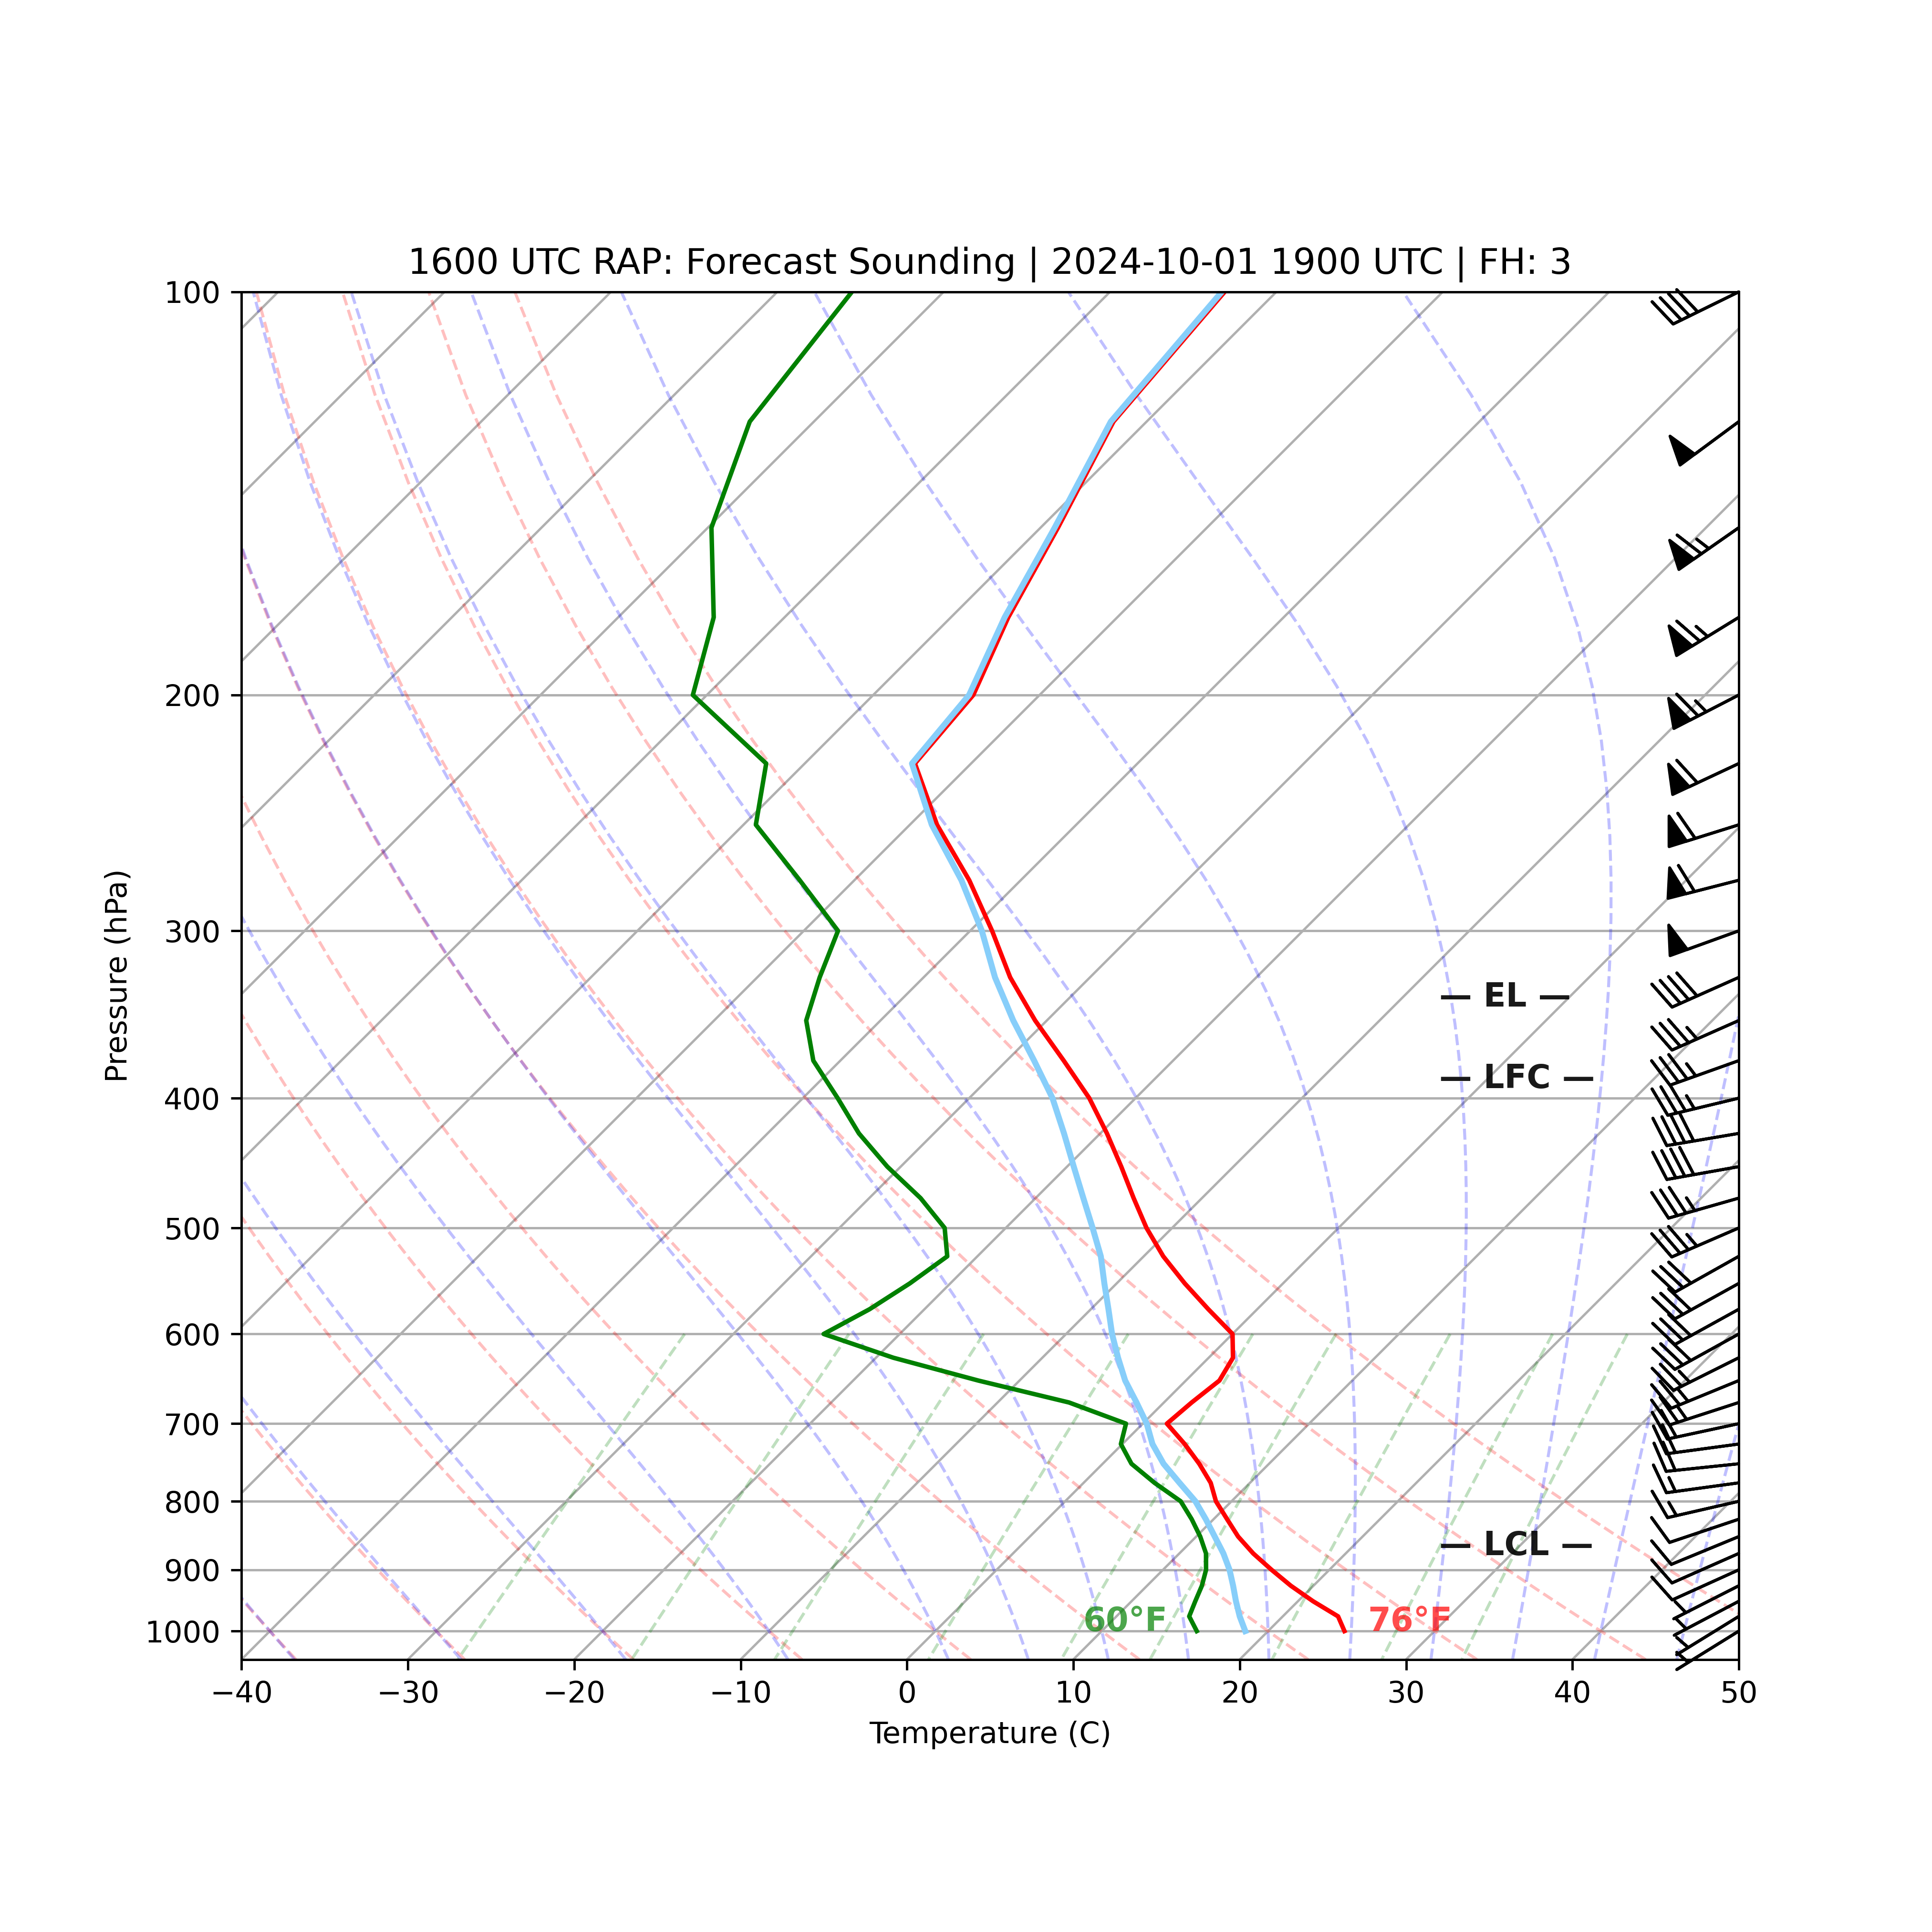 1600 UTC RAP: Forecast Sounding | 2024-10-01 1900 UTC | FH: 3
100
200
300
400
500
600
700
800
900
1000
Pressure (hPa)
— EL —
— LFC —
— LCL —
60°F
76°F
−40 −30 −20 −10 0 10 20 30 40 50
Temperature (C)